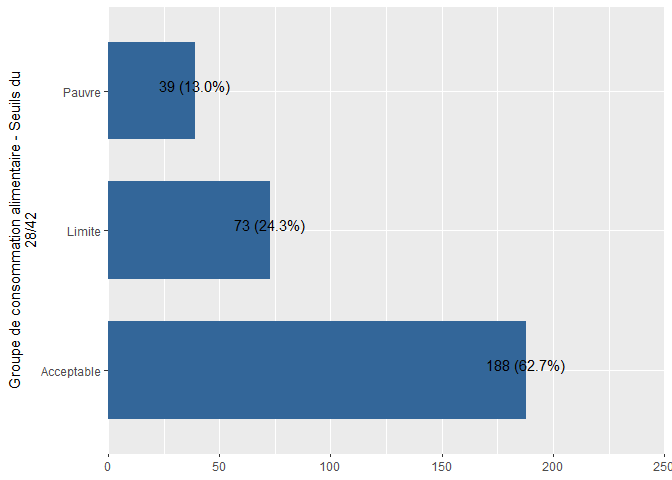 Groupe de consommation alimentaire - Seuils du
28/42
Pauvre
39 (13.0%)
Limite
73 (24.3%)
Acceptable
188 (62.7%)
0
50
100
150
200
250